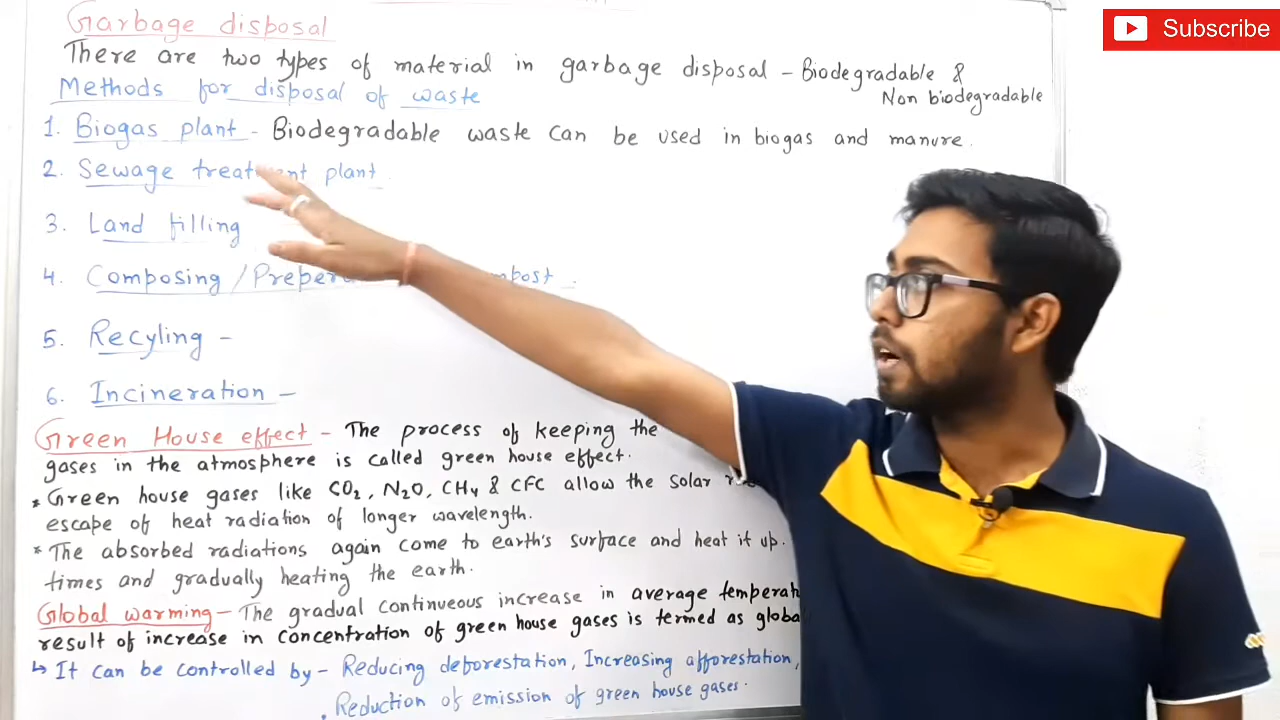 Subscribe
Garbage disposal
There are two types of material in garbage disposal - Biodegradable &
Non biodegradable
Methods for disposal of waste
1. Biogas plant - Biodegradable waste can be used in biogas and manure.
2. Sewage plant.
3. Land filling
4. Composing /
5. Recyling -
6. Incineration -
Green House effect - The process of keeping the
gases in the atmosphere is called green house effect.
* Green house gases like CO₂, N₂O, CH₄ & CFC allow the solar
escape of heat radiation of longer wavelength.
* The absorbed radiations again come to earth's surface and heat it up.
times and gradually heating the earth.
Global warming - The gradual continueous increase in average
result of increase in concentration of green house gases is termed as
↳ It can be controlled by - Reducing deforestation, Increasing afforestation,
. Reduction of emission of green house gases.